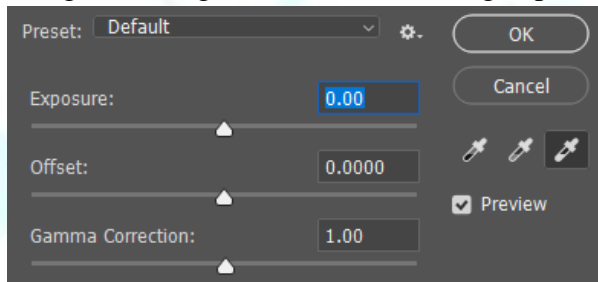 Preset: Default
OK
Exposure: 0.00
Cancel
Offset: 0.0000
Preview
Gamma Correction: 1.00